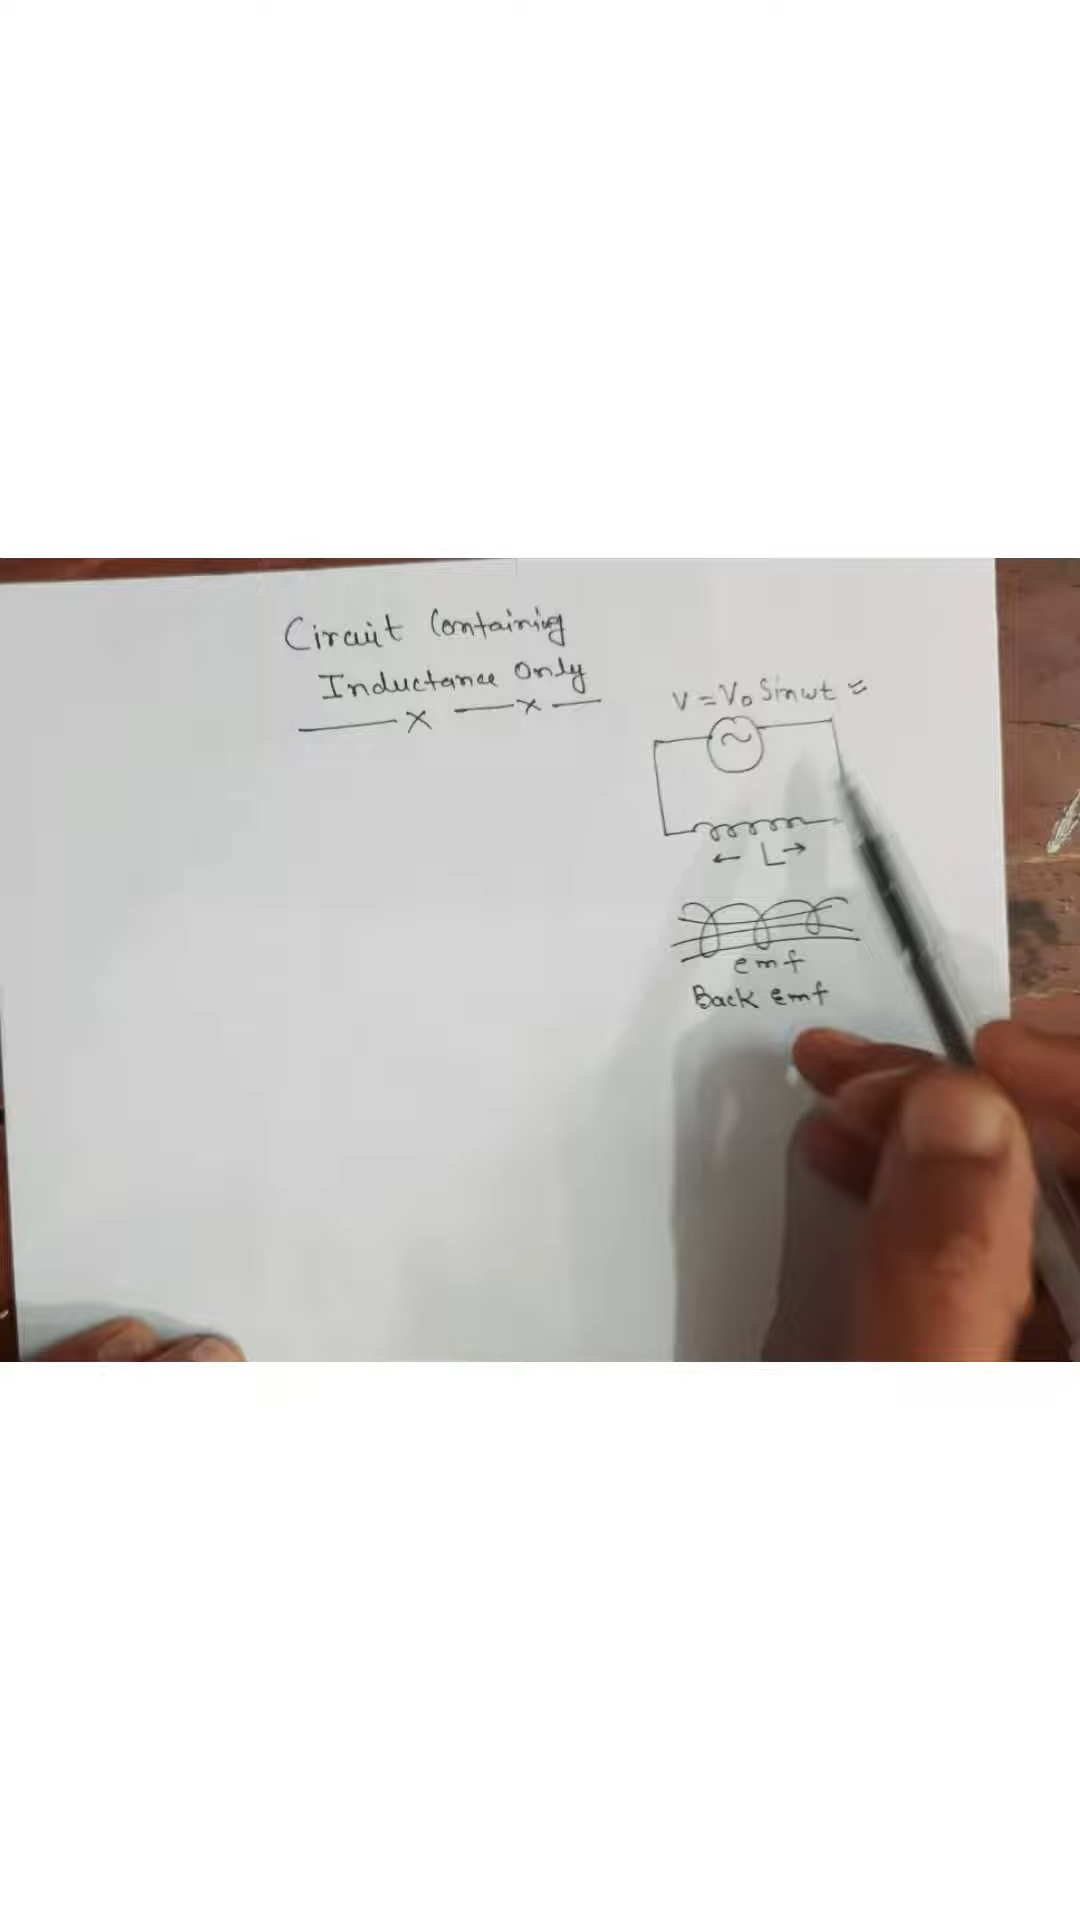 Circuit Containing
Inductance Only
V = V₀ Sinωt =
L
emf
Back emf